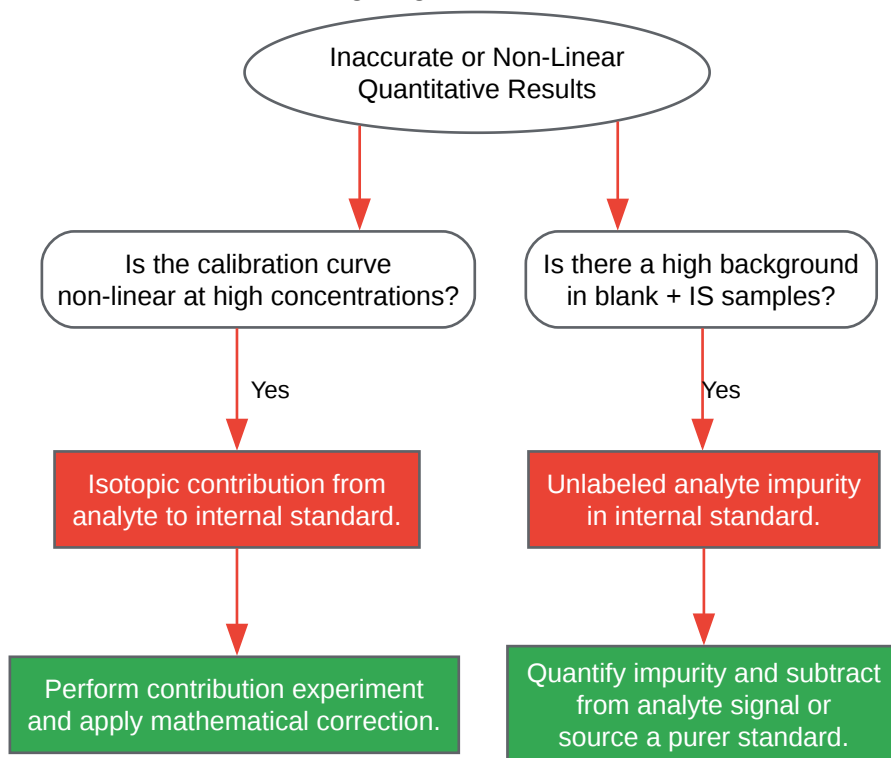 Inaccurate or Non-Linear
Quantitative Results
Is the calibration curve
non-linear at high concentrations?
Is there a high background
in blank + IS samples?
Yes
Yes
Isotopic contribution from
analyte to internal standard.
Unlabeled analyte impurity
in internal standard.
Perform contribution experiment
and apply mathematical correction.
Quantify impurity and subtract
from analyte signal or
source a purer standard.